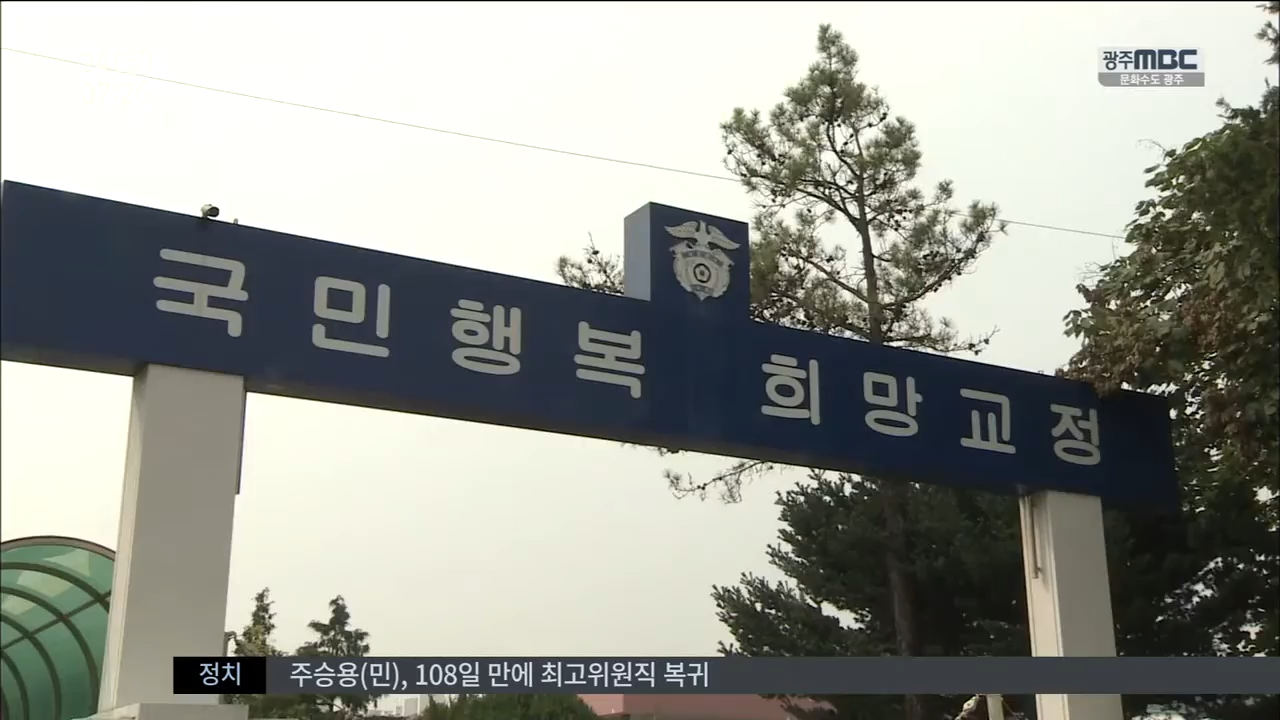 광주MBC
문화수도 광주
국민행복 희망교정
정치 주승용(민), 108일 만에 최고위원직 복귀